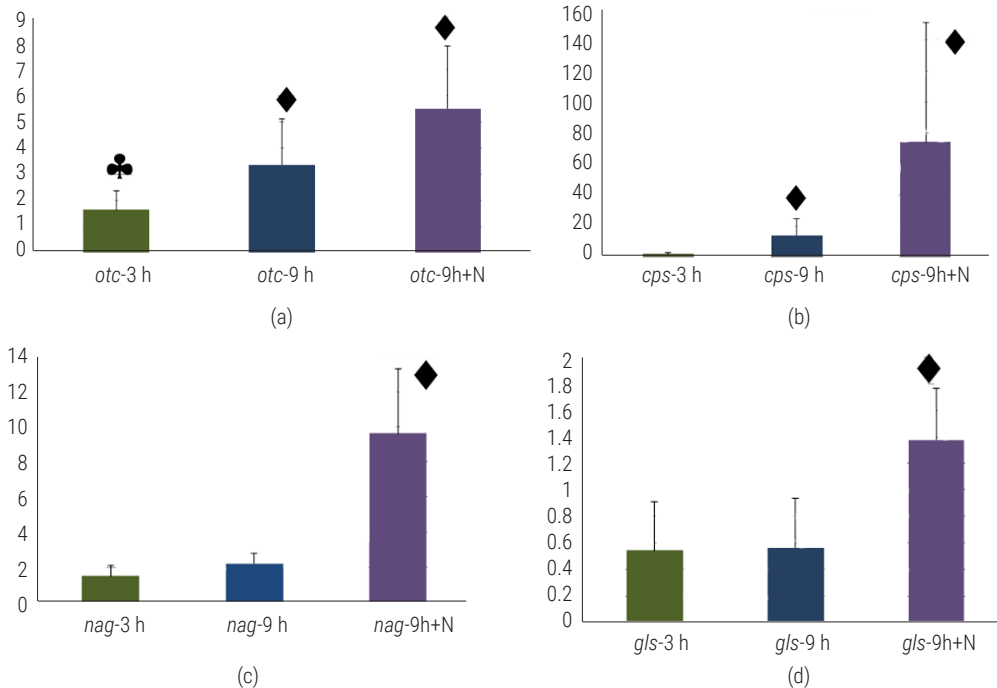 9
8
7
6
5
4
3
2
1
0
otc-3 h
otc-9 h
otc-9h+N
(a)
160
140
120
100
80
60
40
20
0
cps-3 h
cps-9 h
cps-9h+N
(b)
14
12
10
8
6
4
2
0
nag-3 h
nag-9 h
nag-9h+N
(c)
2
1.8
1.6
1.4
1.2
1
0.8
0.6
0.4
0.2
0
gls-3 h
gls-9 h
gls-9h+N
(d)